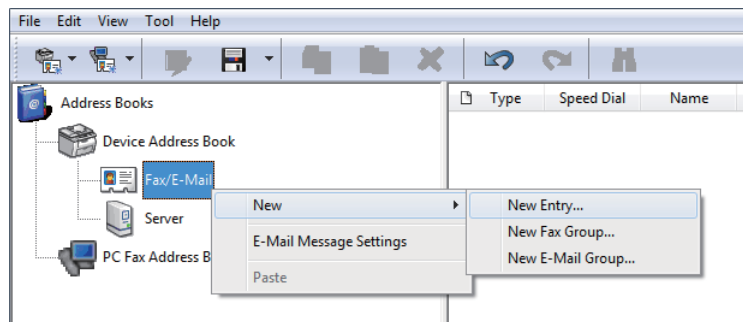 File Edit View Tool Help
Address Books
Type Speed Dial Name
Device Address Book
Fax/E-Mail
New
New Entry...
Server
New Fax Group...
E-Mail Message Settings
PC Fax Address B
New E-Mail Group...
Paste